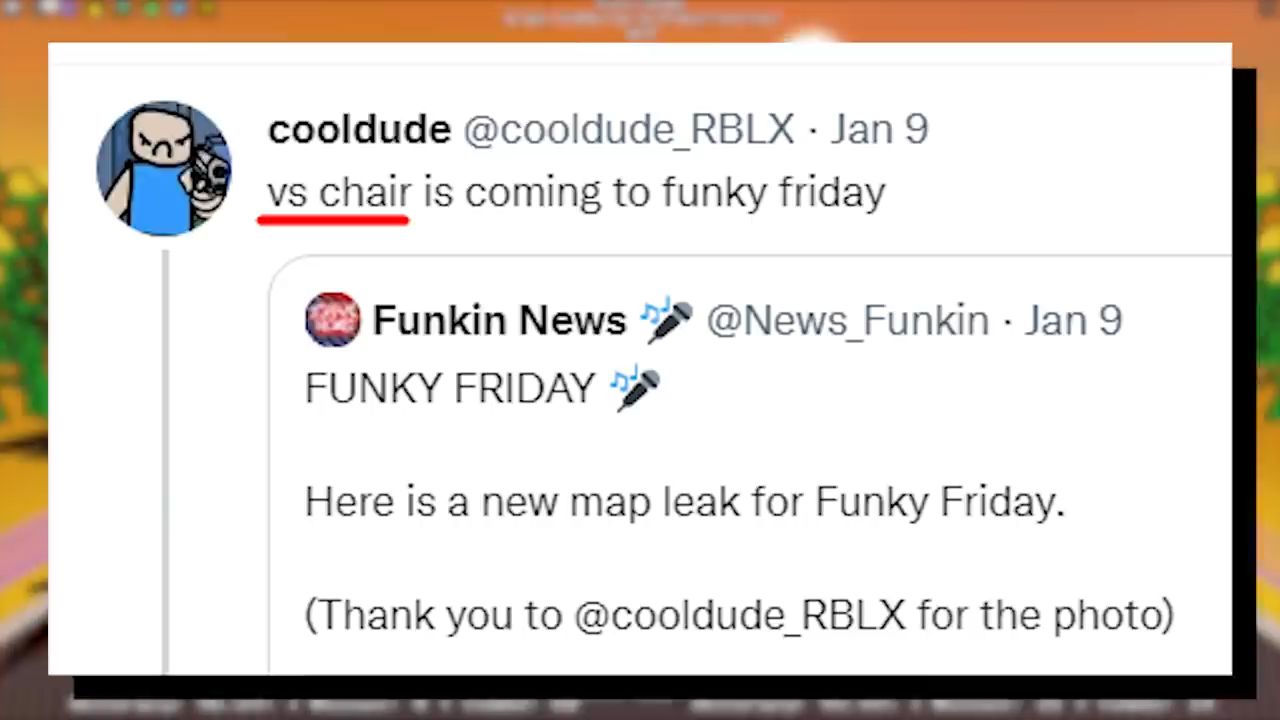 cooldude @cooldude_RBLX · Jan 9
vs chair is coming to funky friday
Funkin News 🎶🎤 @News_Funkin · Jan 9
FUNKY FRIDAY 🎶🎤
Here is a new map leak for Funky Friday.
(Thank you to @cooldude_RBLX for the photo)